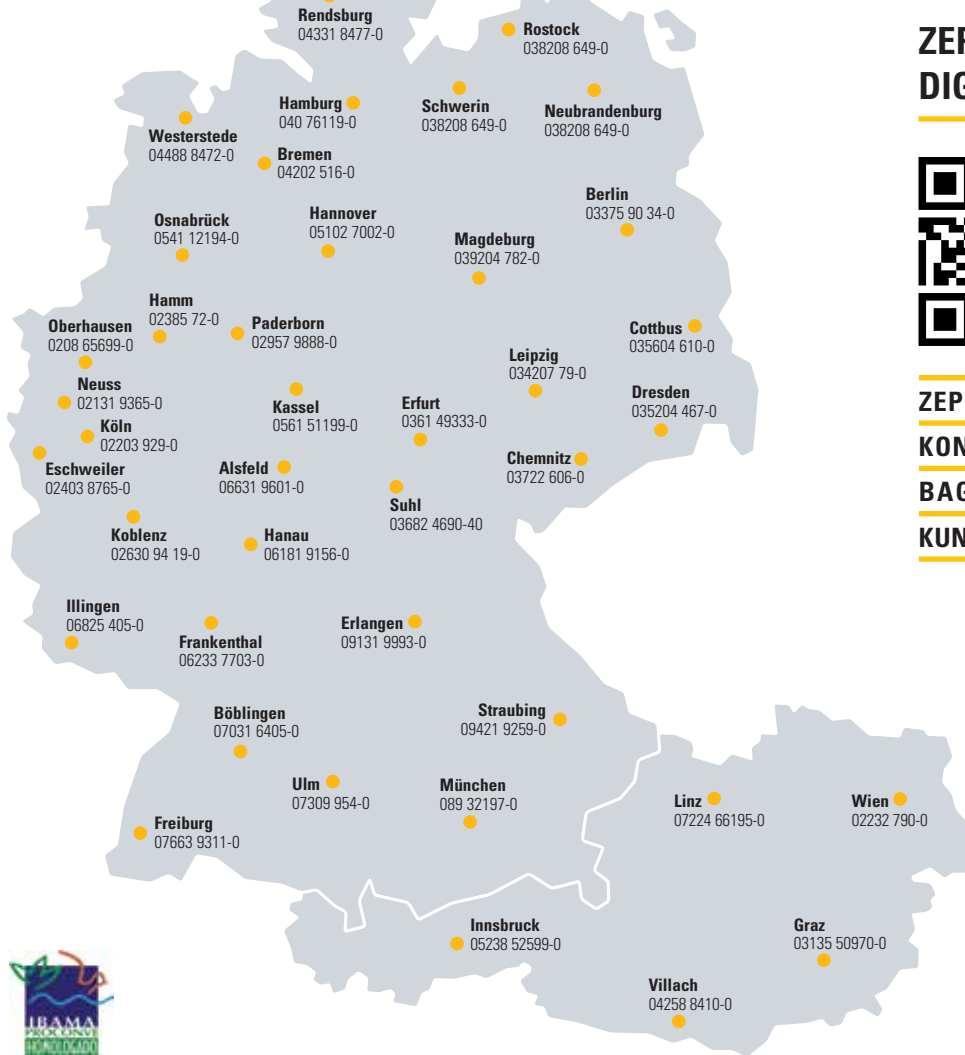 Rendsburg
04331 8477-0
Rostock
038208 649-0
Hamburg
040 76119-0
Schwerin
038208 649-0
Neubrandenburg
038208 649-0
Westerstede
04488 8472-0
Bremen
04202 516-0
Berlin
03375 90 34-0
Osnabrück
0541 12194-0
Hannover
05102 7002-0
Magdeburg
039204 782-0
Hamm
02385 72-0
Oberhausen
0208 65699-0
Paderborn
02957 9888-0
Cottbus
035604 610-0
Leipzig
034207 79-0
Neuss
02131 9365-0
Kassel
0561 51199-0
Erfurt
0361 49333-0
Dresden
035204 467-0
Köln
02203 929-0
Eschweiler
02403 8765-0
Alsfeld
06631 9601-0
Chemnitz
03722 606-0
Suhl
03682 4690-40
Koblenz
02630 94 19-0
Hanau
06181 9156-0
Illingen
06825 405-0
Frankenthal
06233 7703-0
Erlangen
09131 9993-0
Böblingen
07031 6405-0
Straubing
09421 9259-0
Ulm
07309 954-0
München
089 32197-0
Freiburg
07663 9311-0
Linz
07224 66195-0
Wien
02232 790-0
Innsbruck
05238 52599-0
Graz
03135 50970-0
Villach
04258 8410-0
ZEP
KON
BAG
KUN
IBAMA
PROCONVE
HOMOLOGADO